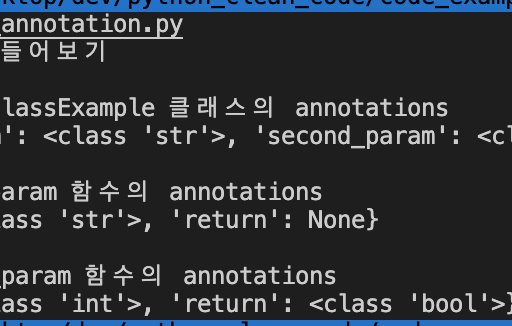 ktop/dev/python_clean_code/code_examp
annotation.py
들어보기
lassExample 클래스의 annotations
': <class 'str'>, 'second_param': <cl
aram 함수의 annotations
ass 'str'>, 'return': None}
_param 함수의 annotations
ass 'int'>, 'return': <class 'bool'>}